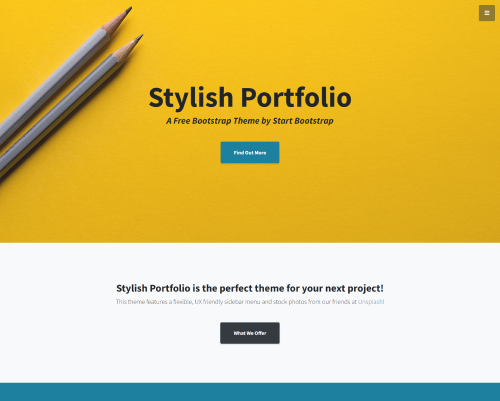 Stylish Portfolio
A Free Bootstrap Theme by Start Bootstrap
Find Out More
Stylish Portfolio is the perfect theme for your next project!
This theme features a flexible, UX friendly sidebar menu and stock photos from our friends at Unsplash!
What We Offer